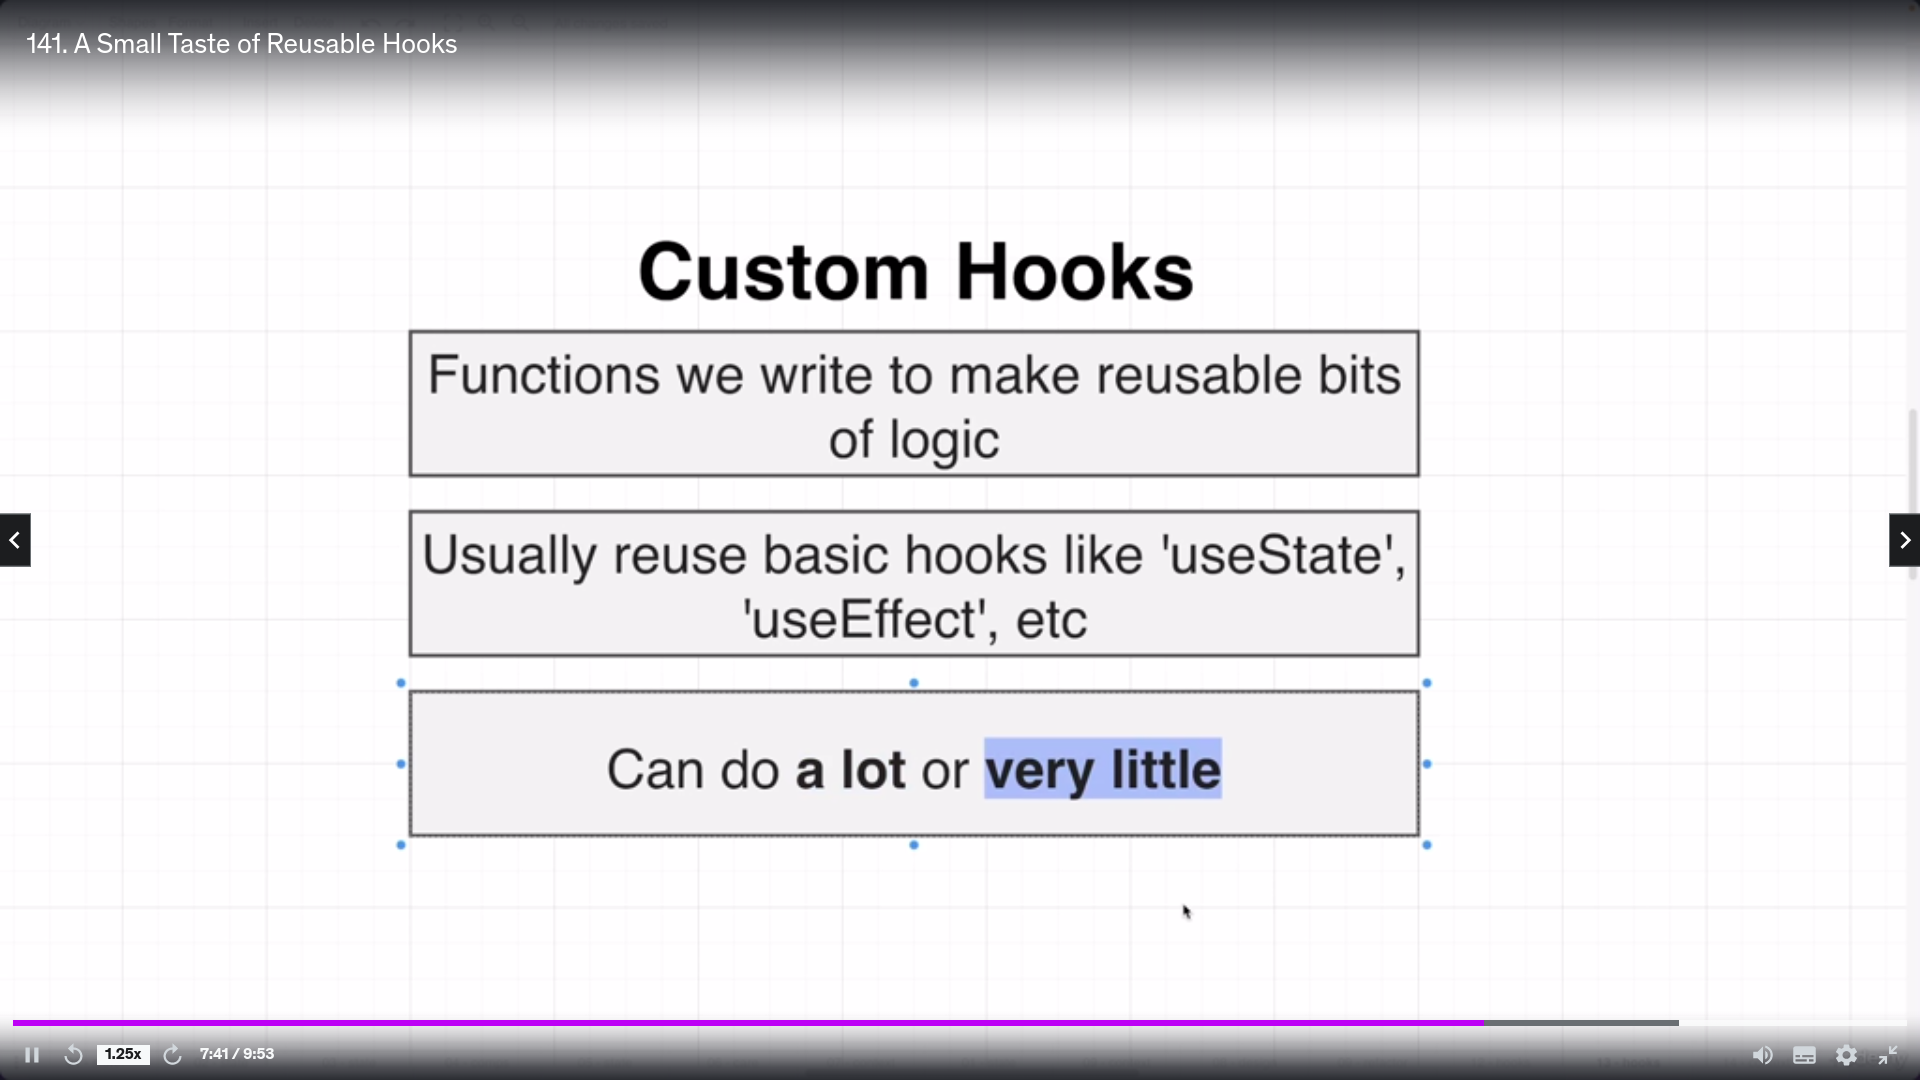 141. A Small Taste of Reusable Hooks
Custom Hooks
Functions we write to make reusable bits
of logic
Usually reuse basic hooks like 'useState',
'useEffect', etc
Can do a lot or very little
1.25x
7:41 / 9:53